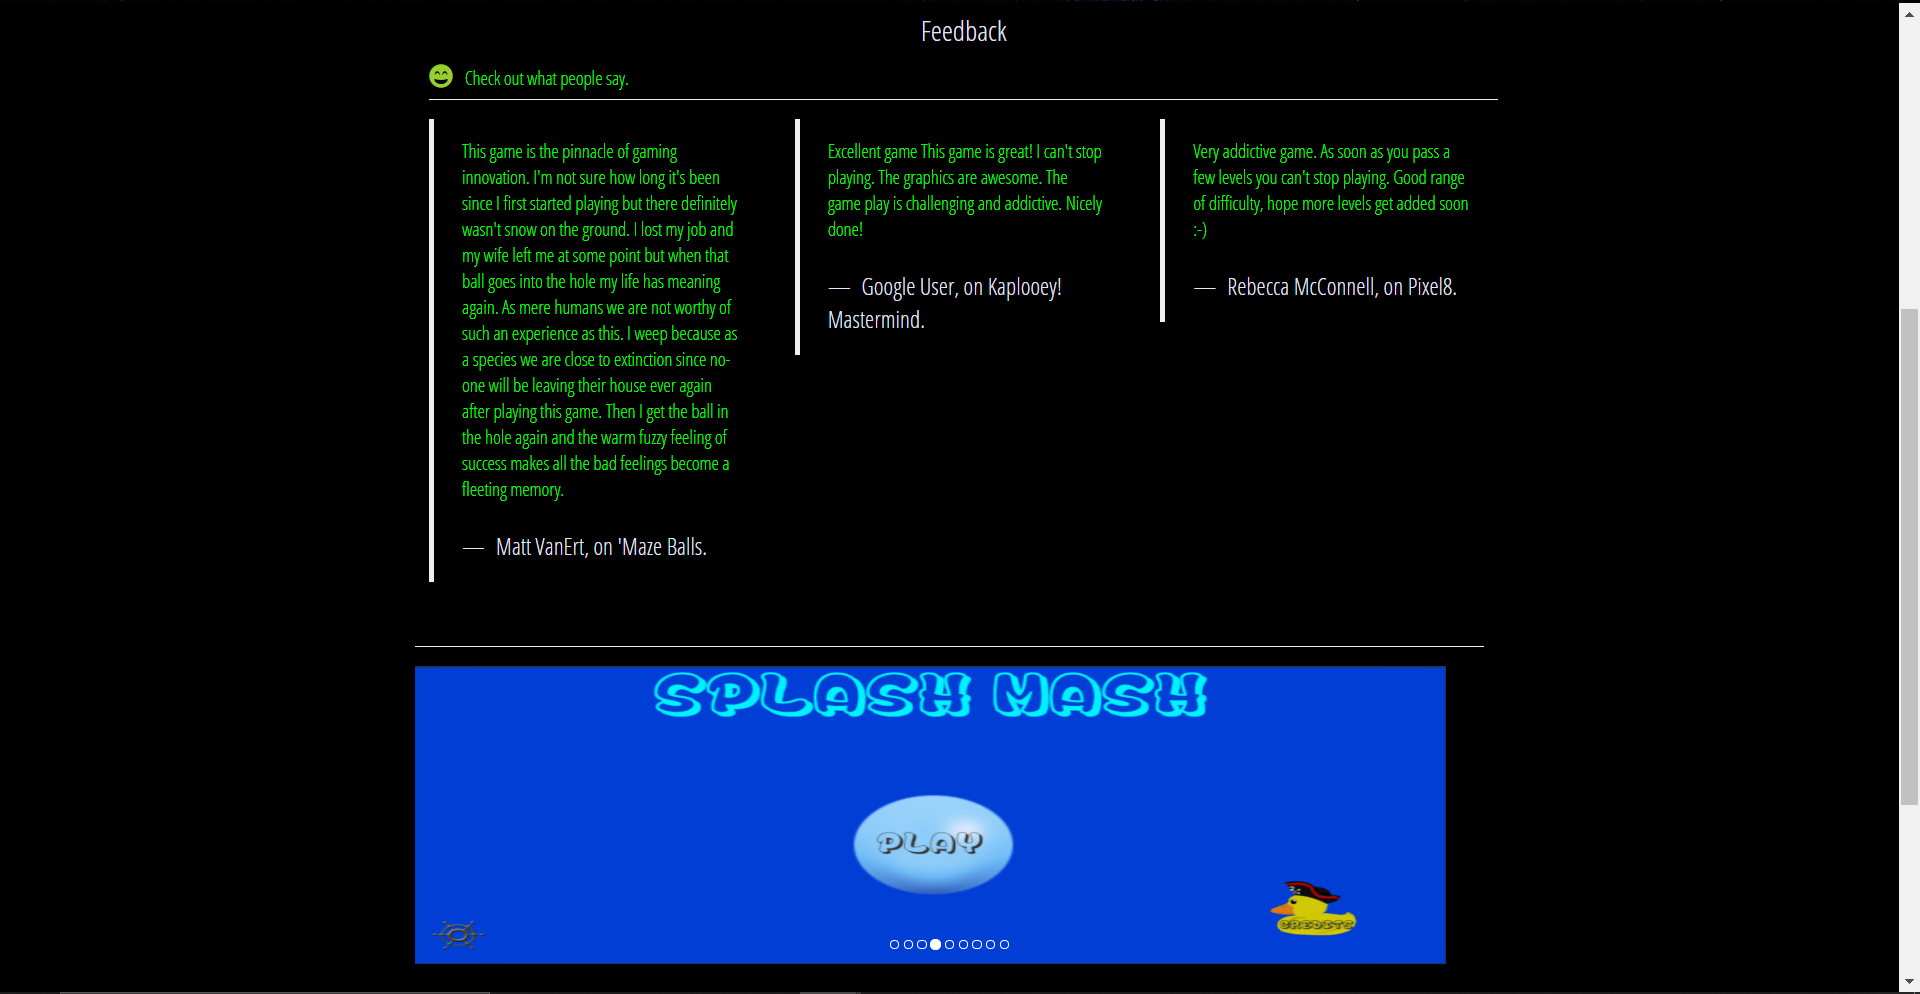 Feedback
Check out what people say.
This game is the pinnacle of gaming
innovation. I'm not sure how long it's been
since I first started playing but there definitely
wasn't snow on the ground. I lost my job and
my wife left me at some point but when that
ball goes into the hole my life has meaning
again. As mere humans we are not worthy of
such an experience as this. I weep because as
a species we are close to extinction since no-
one will be leaving their house ever again
after playing this game. Then I get the ball in
the hole again and the warm fuzzy feeling of
success makes all the bad feelings become a
fleeting memory.
— Matt VanErt, on 'Maze Balls.
Excellent game This game is great! I can't stop
playing. The graphics are awesome. The
game play is challenging and addictive. Nicely
done!
— Google User, on Kaplooey!
Mastermind.
Very addictive game. As soon as you pass a
few levels you can't stop playing. Good range
of difficulty, hope more levels get added soon
:-)
— Rebecca McConnell, on Pixel8.
SPLASH MASH
PLAY
CREDITS